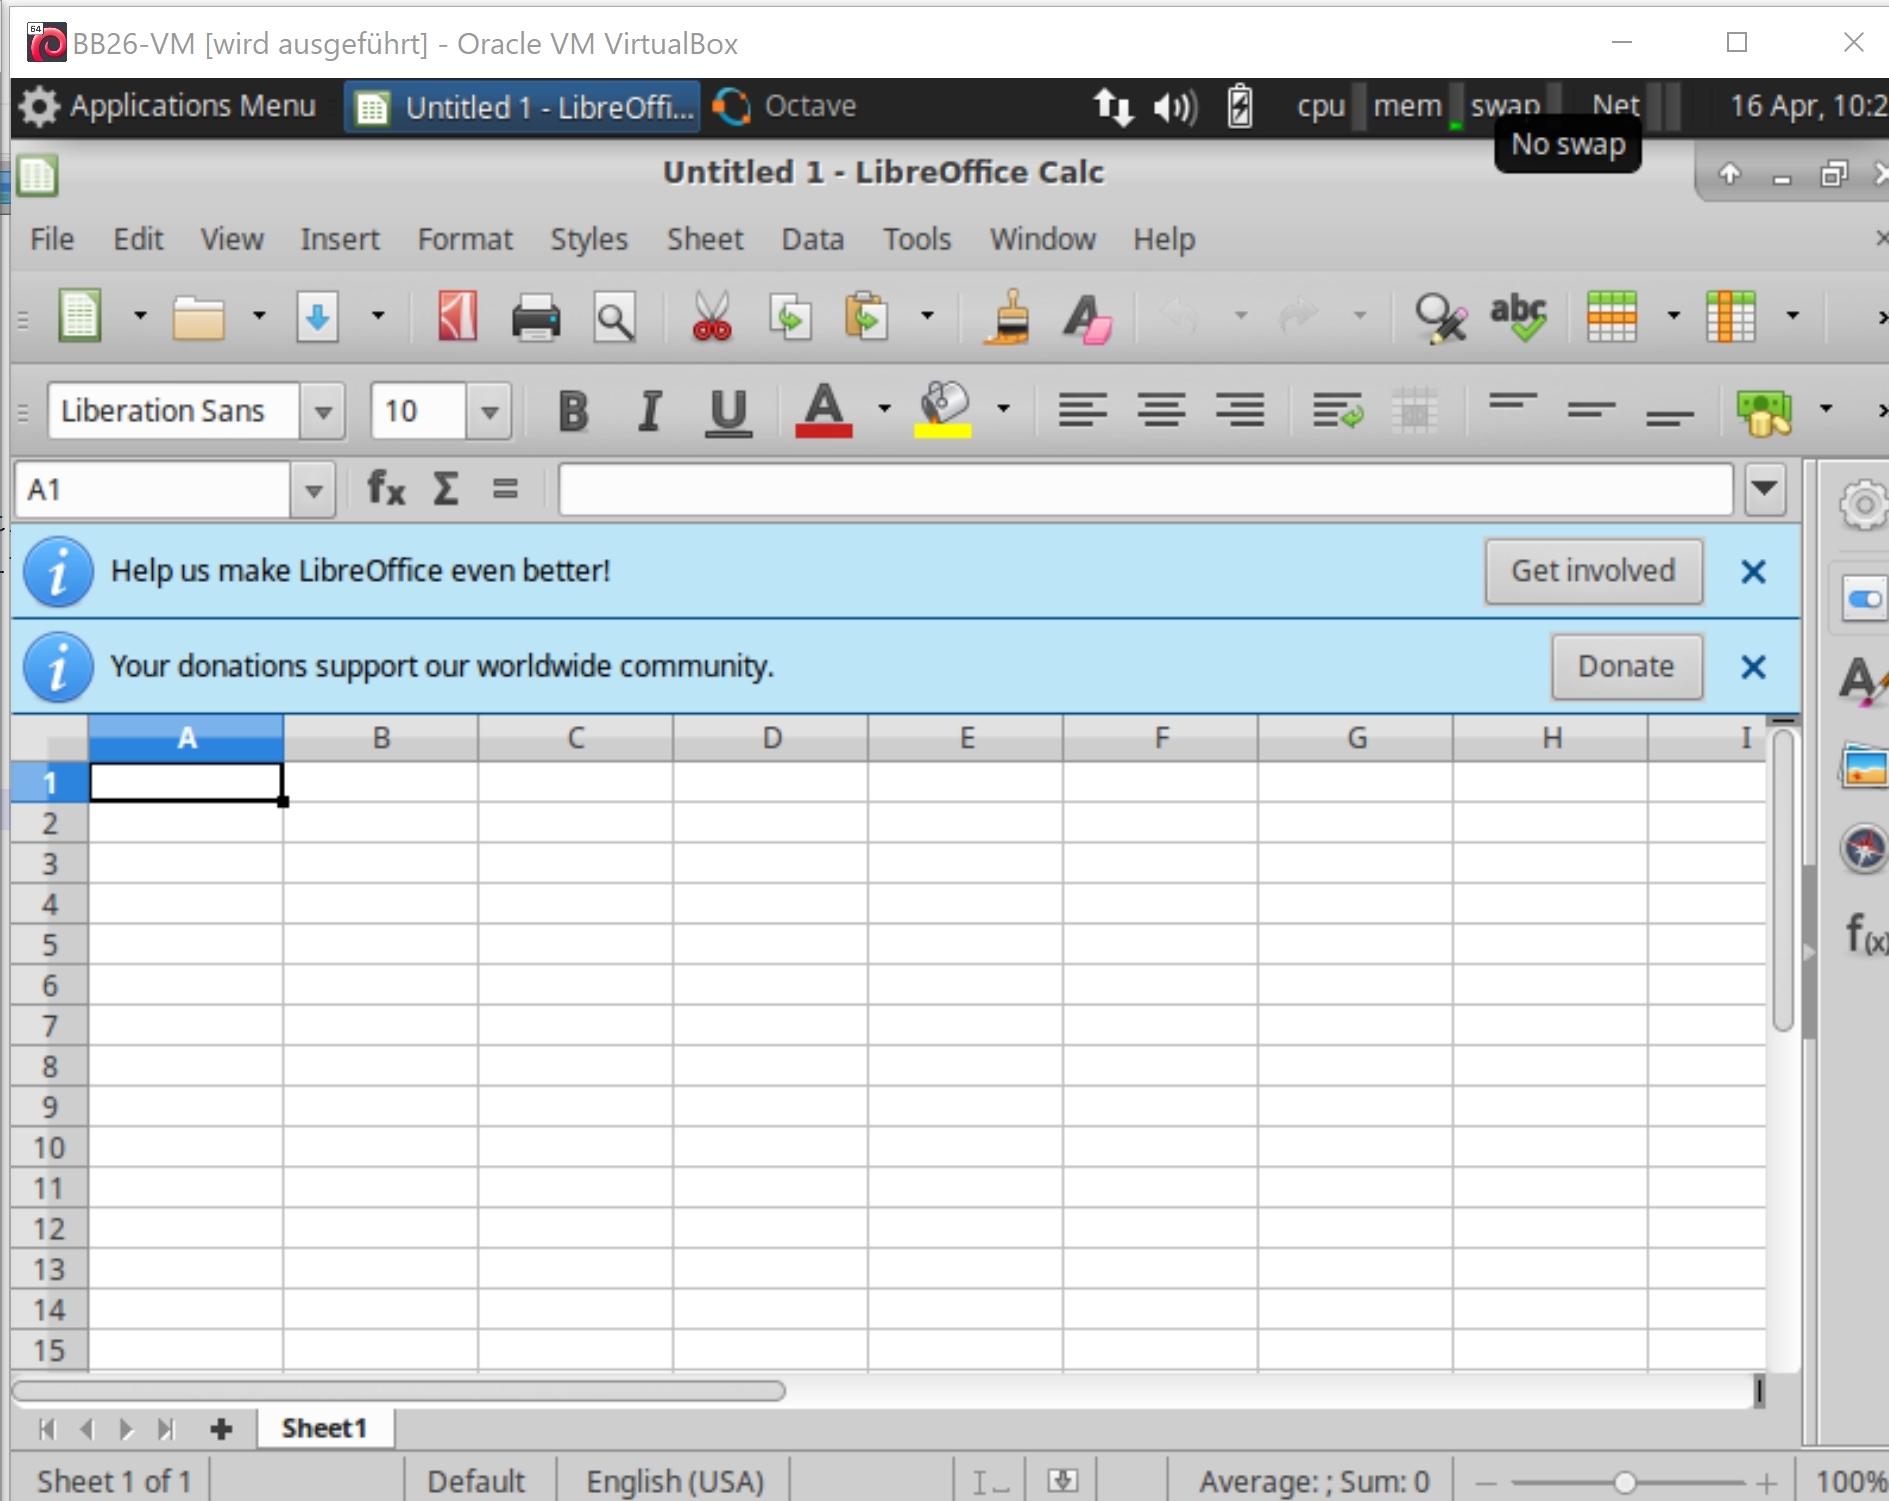 BB26-VM [wird ausgeführt] - Oracle VM VirtualBox
Applications Menu Untitled 1 - LibreOffi... Octave cpu mem swap Net 16 Apr, 10:2
No swap
Untitled 1 - LibreOffice Calc
File Edit View Insert Format Styles Sheet Data Tools Window Help
abc
Liberation Sans 10 B I U A
A1 fx Σ =
Help us make LibreOffice even better! Get involved
Your donations support our worldwide community. Donate
A B C D E F G H I
1
2
3
4
5
6
7
8
9
10
11
12
13
14
15
Sheet1
Sheet 1 of 1 Default English (USA) Average: ; Sum: 0 100%